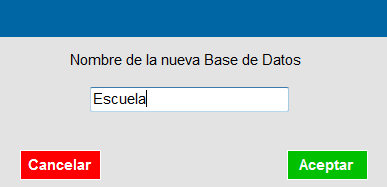 Nombre de la nueva Base de Datos
Escuela
Cancelar
Aceptar